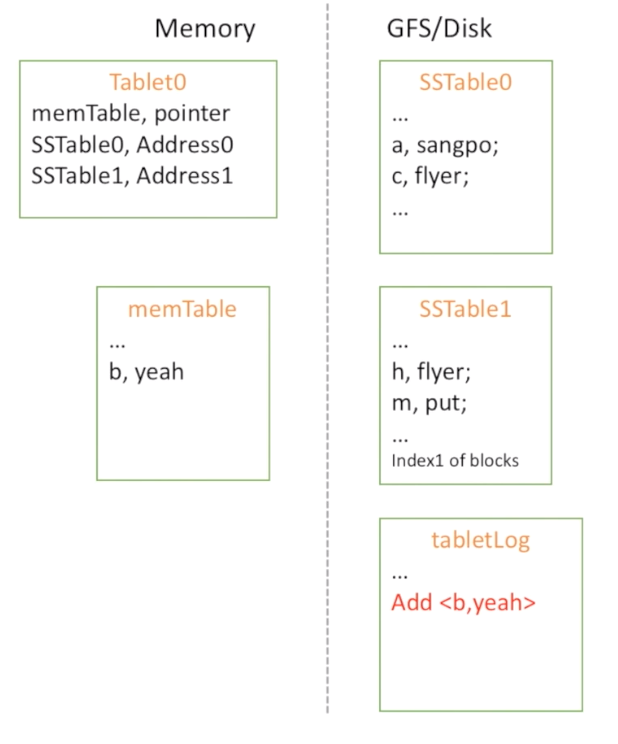 Memory
GFS/Disk
Tablet0
memTable, pointer
SSTable0, Address0
SSTable1, Address1
SSTable0
...
a, sangpo;
c, flyer;
...
memTable
...
b, yeah
SSTable1
...
h, flyer;
m, put;
...
Index1 of blocks
tabletLog
...
Add <b,yeah>